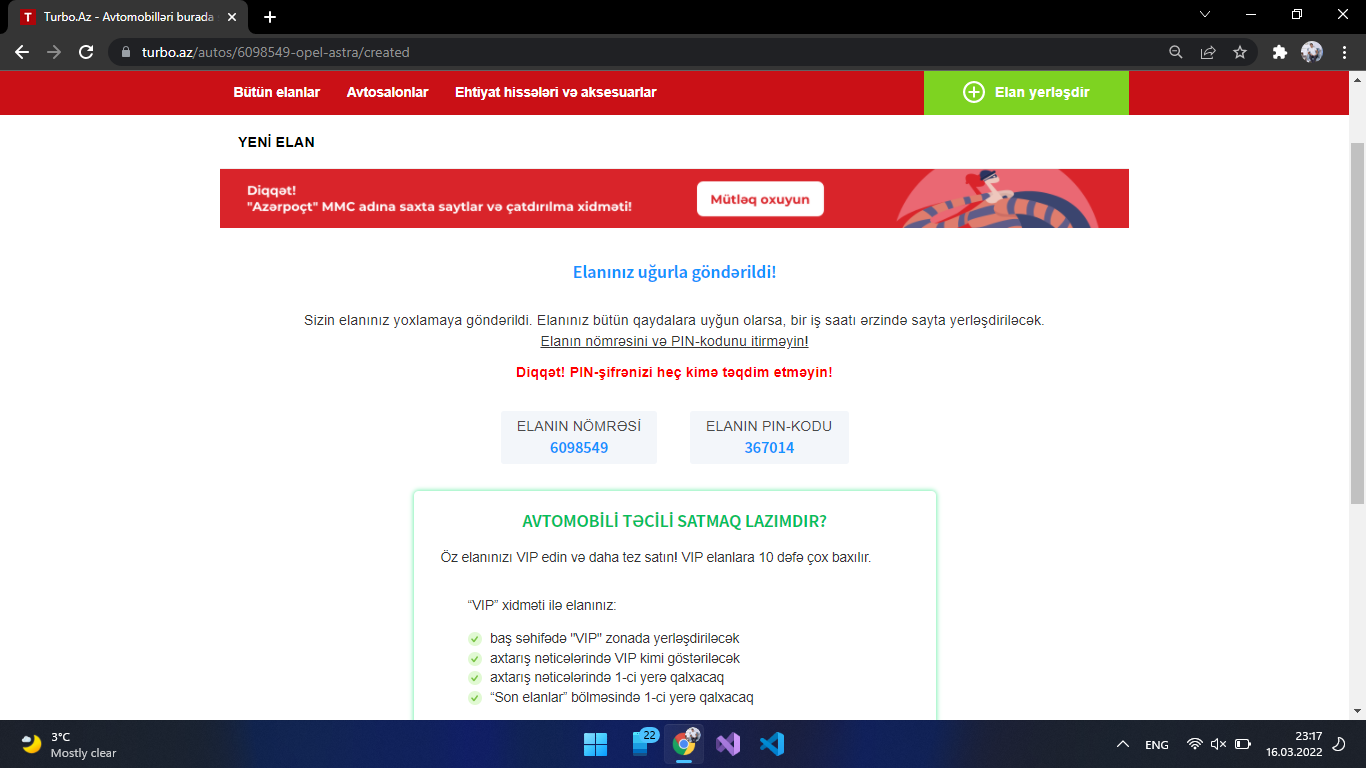 Turbo.Az - Avtomobilləri burada
turbo.az/autos/6098549-opel-astra/created
Bütün elanlar Avtosalonlar Ehtiyat hissələri və aksesuarlar Elan yerləşdir
YENİ ELAN
Diqqət!
"Azərpoçt" MMC adına saxta saytlar və çatdırılma xidməti!
Mütləq oxuyun
Elanınız uğurla göndərildi!
Sizin elanınız yoxlamaya göndərildi. Elanınız bütün qaydalara uyğun olarsa, bir iş saatı ərzində sayta yerləşdiriləcək.
Elanın nömrəsini və PIN-kodunu itirməyin!
Diqqət! PIN-şifrənizi heç kimə təqdim etməyin!
ELANIN NÖMRƏSİ
6098549
ELANIN PIN-KODU
367014
AVTOMOBİLİ TƏCİLİ SATMAQ LAZIMDIR?
Öz elanınızı VIP edin və daha tez satın! VIP elanlara 10 dəfə çox baxılır.
“VIP” xidməti ilə elanınız:
baş səhifədə "VIP" zonada yerləşdiriləcək
axtarış nəticələrində VIP kimi göstəriləcək
axtarış nəticələrində 1-ci yerə qalxacaq
“Son elanlar” bölməsində 1-ci yerə qalxacaq
3°C
Mostly clear
22
ENG
23:17
16.03.2022